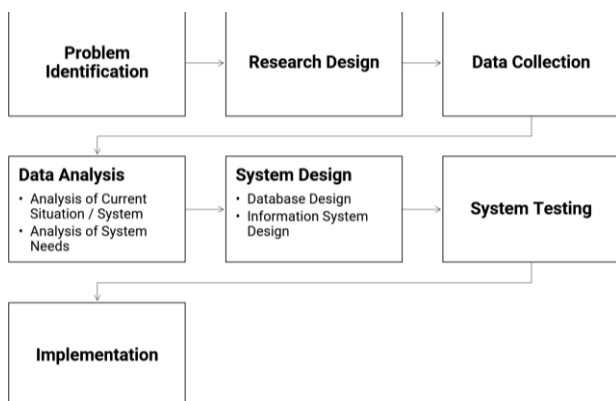 Problem
Identification
Research Design
Data Collection
Data Analysis
• Analysis of Current
Situation / System
• Analysis of System
Needs
System Design
• Database Design
• Information System
Design
System Testing
Implementation